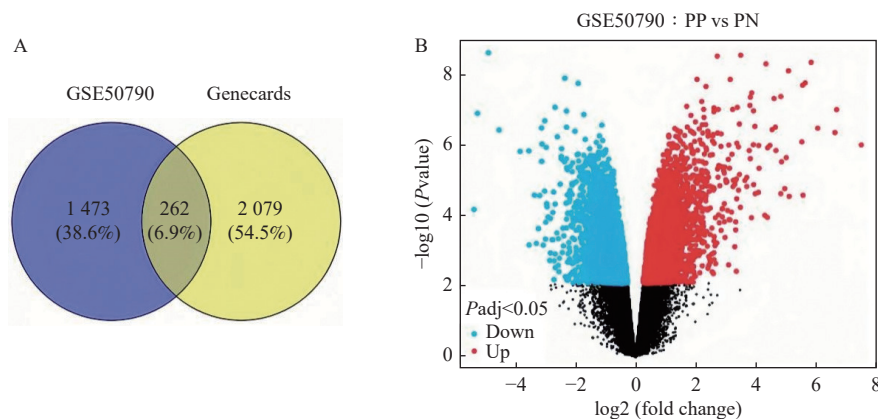 A
GSE50790 Genecards
1 473 262 2 079
(38.6%) (6.9%) (54.5%)
B
GSE50790：PP vs PN
−log10 (Pvalue)
8
6
4
2
0
Padj<0.05
Down
Up
−4 −2 0 2 4 6 8
log2 (fold change)